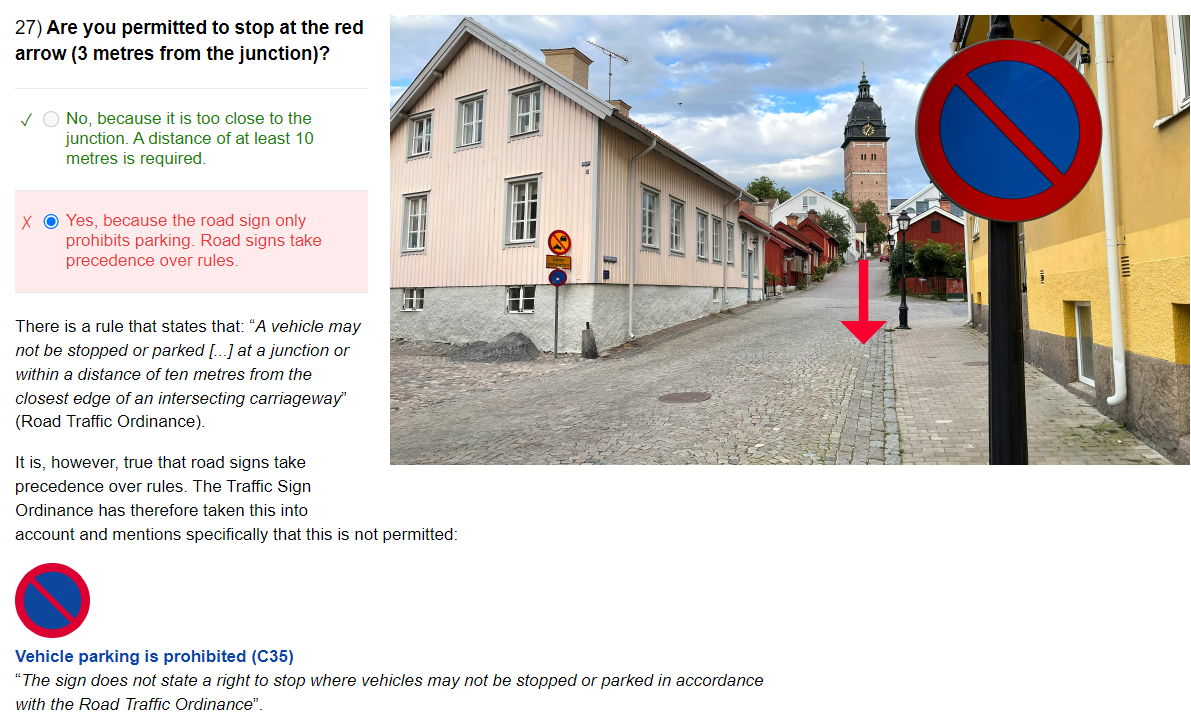 27) Are you permitted to stop at the red
arrow (3 metres from the junction)?
No, because it is too close to the
junction. A distance of at least 10
metres is required.
Yes, because the road sign only
prohibits parking. Road signs take
precedence over rules.
There is a rule that states that: “A vehicle may
not be stopped or parked [...] at a junction or
within a distance of ten metres from the
closest edge of an intersecting carriageway”
(Road Traffic Ordinance).
It is, however, true that road signs take
precedence over rules. The Traffic Sign
Ordinance has therefore taken this into
account and mentions specifically that this is not permitted:
Vehicle parking is prohibited (C35)
“The sign does not state a right to stop where vehicles may not be stopped or parked in accordance
with the Road Traffic Ordinance”.